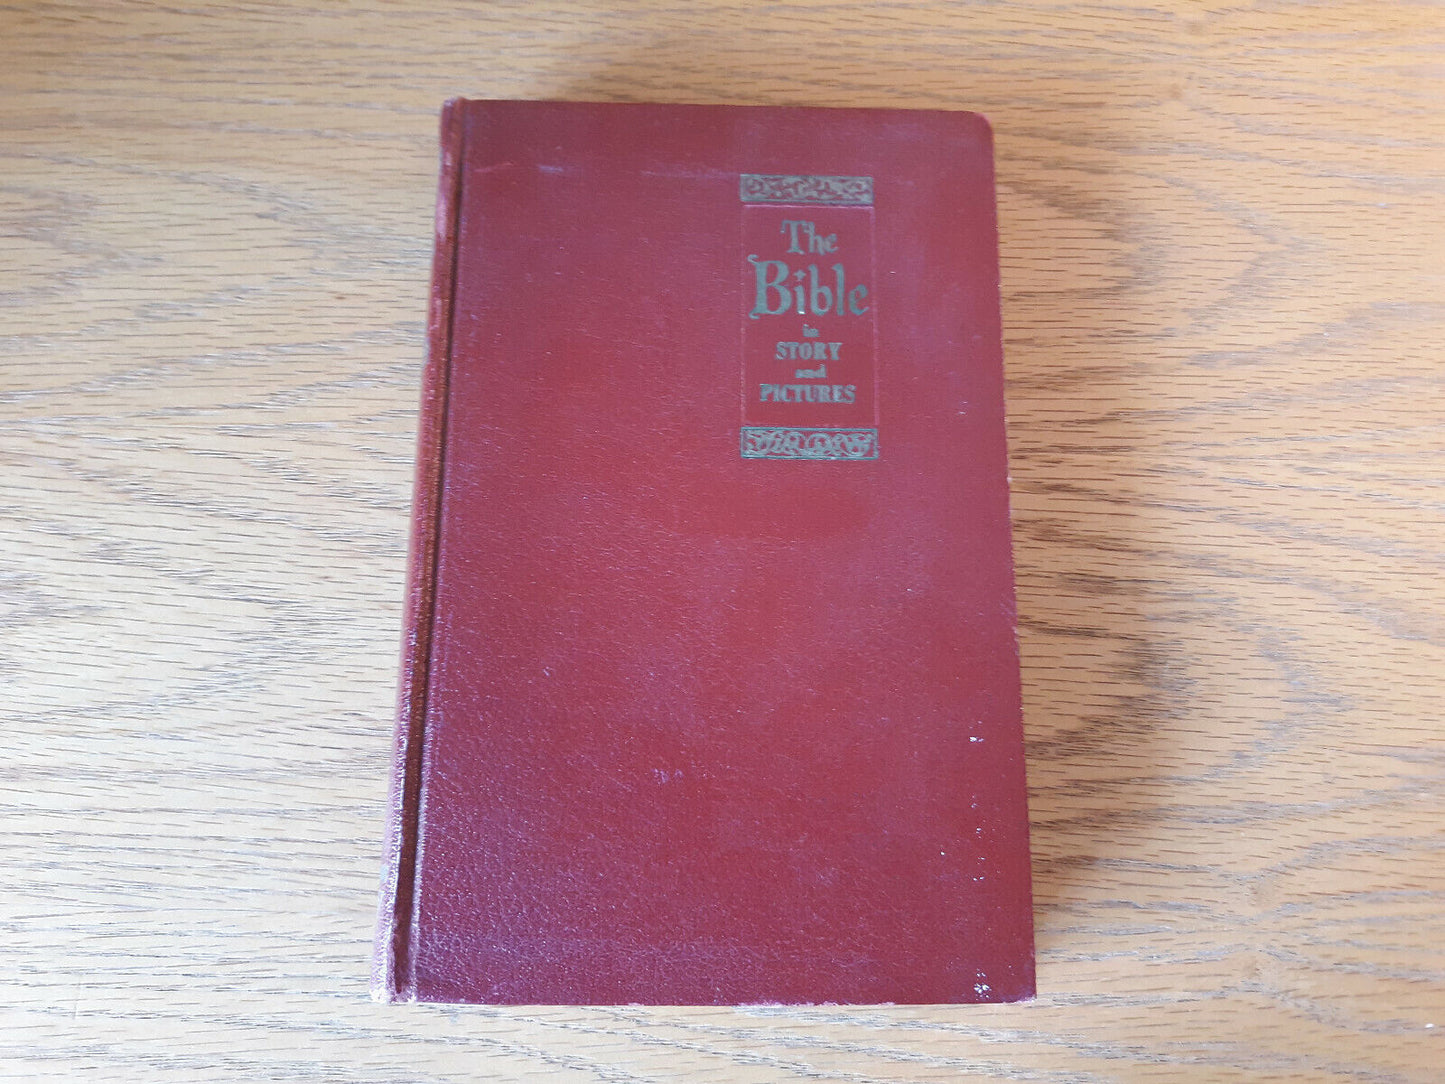 The
Bible
in
STORY
and
PICTURES